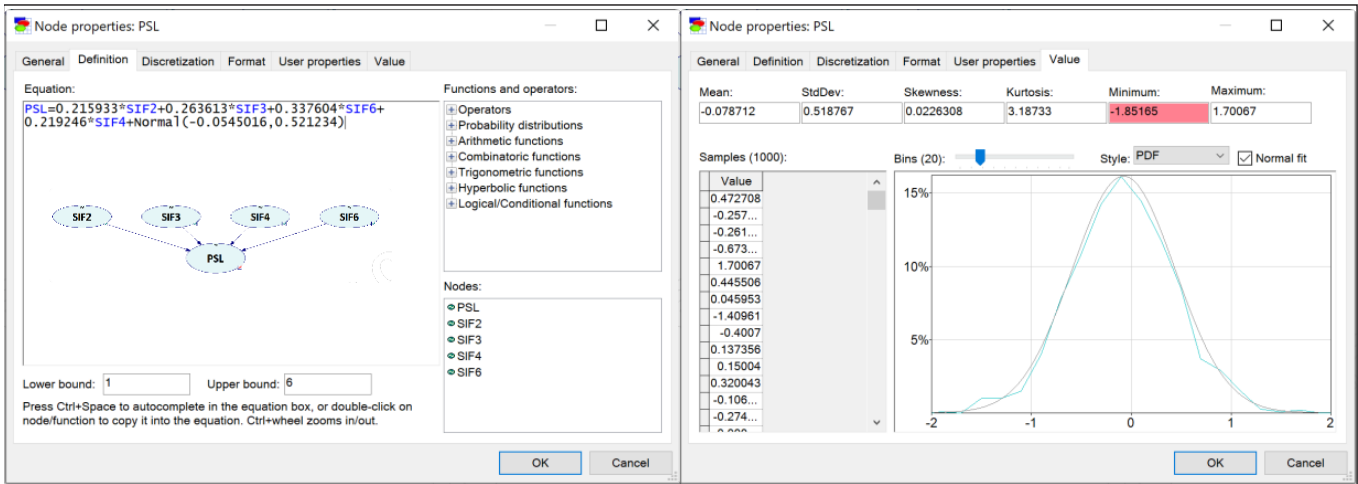 Node properties: PSL
General Definition Discretization Format User properties Value
Equation:
PSL=0.215933*SIF2+0.263613*SIF3+0.337604*SIF6+
0.219246*SIF4+Normal(-0.0545016,0.521234)
SIF2 SIF3 SIF4 SIF6
PSL
Functions and operators:
Operators
Probability distributions
Arithmetic functions
Combinatoric functions
Trigonometric functions
Hyperbolic functions
Logical/Conditional functions
Nodes:
PSL
SIF2
SIF3
SIF4
SIF6
Lower bound: 1 Upper bound: 6
Press Ctrl+Space to autocomplete in the equation box, or double-click on
node/function to copy it into the equation. Ctrl+wheel zooms in/out.
OK Cancel
Node properties: PSL
General Definition Discretization Format User properties Value
Mean: StdDev: Skewness: Kurtosis: Minimum: Maximum:
-0.078712 0.518767 0.0226308 3.18733 -1.85165 1.70067
Samples (1000): Bins (20): Style: PDF Normal fit
Value
0.472708
-0.257...
-0.261...
-0.673...
1.70067
0.445506
0.045953
-1.40961
-0.4007
0.137356
0.15004
0.320043
-0.106...
-0.274...
15%
10%
5%
-2 -1 0 1 2
OK Cancel